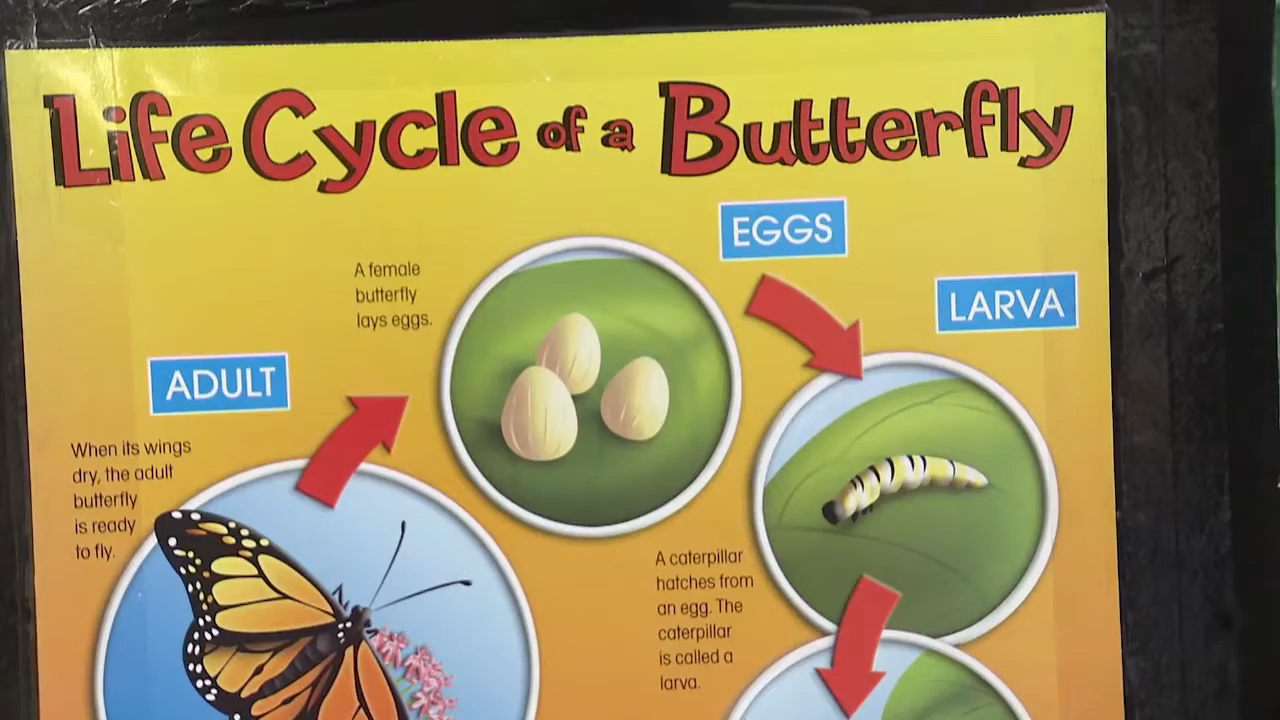 Life Cycle of a Butterfly
EGGS
A female
butterfly
lays eggs.
LARVA
ADULT
When its wings
dry, the adult
butterfly
is ready
to fly.
A caterpillar
hatches from
an egg. The
caterpillar
is called a
larva.